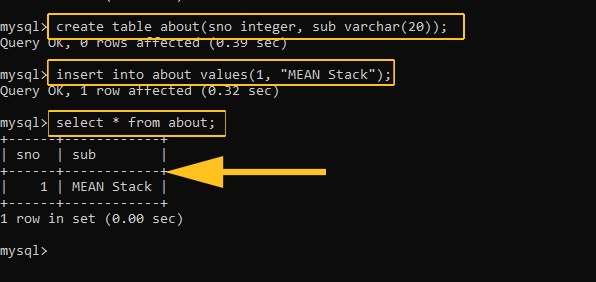 mysql> create table about(sno integer, sub varchar(20));
Query OK, 0 rows affected (0.39 sec)
mysql> insert into about values(1, "MEAN Stack");
Query OK, 1 row affected (0.32 sec)
mysql> select * from about;
+------+------------+
| sno  | sub        |
+------+------------+
|    1 | MEAN Stack |
+------+------------+
1 row in set (0.00 sec)
mysql>